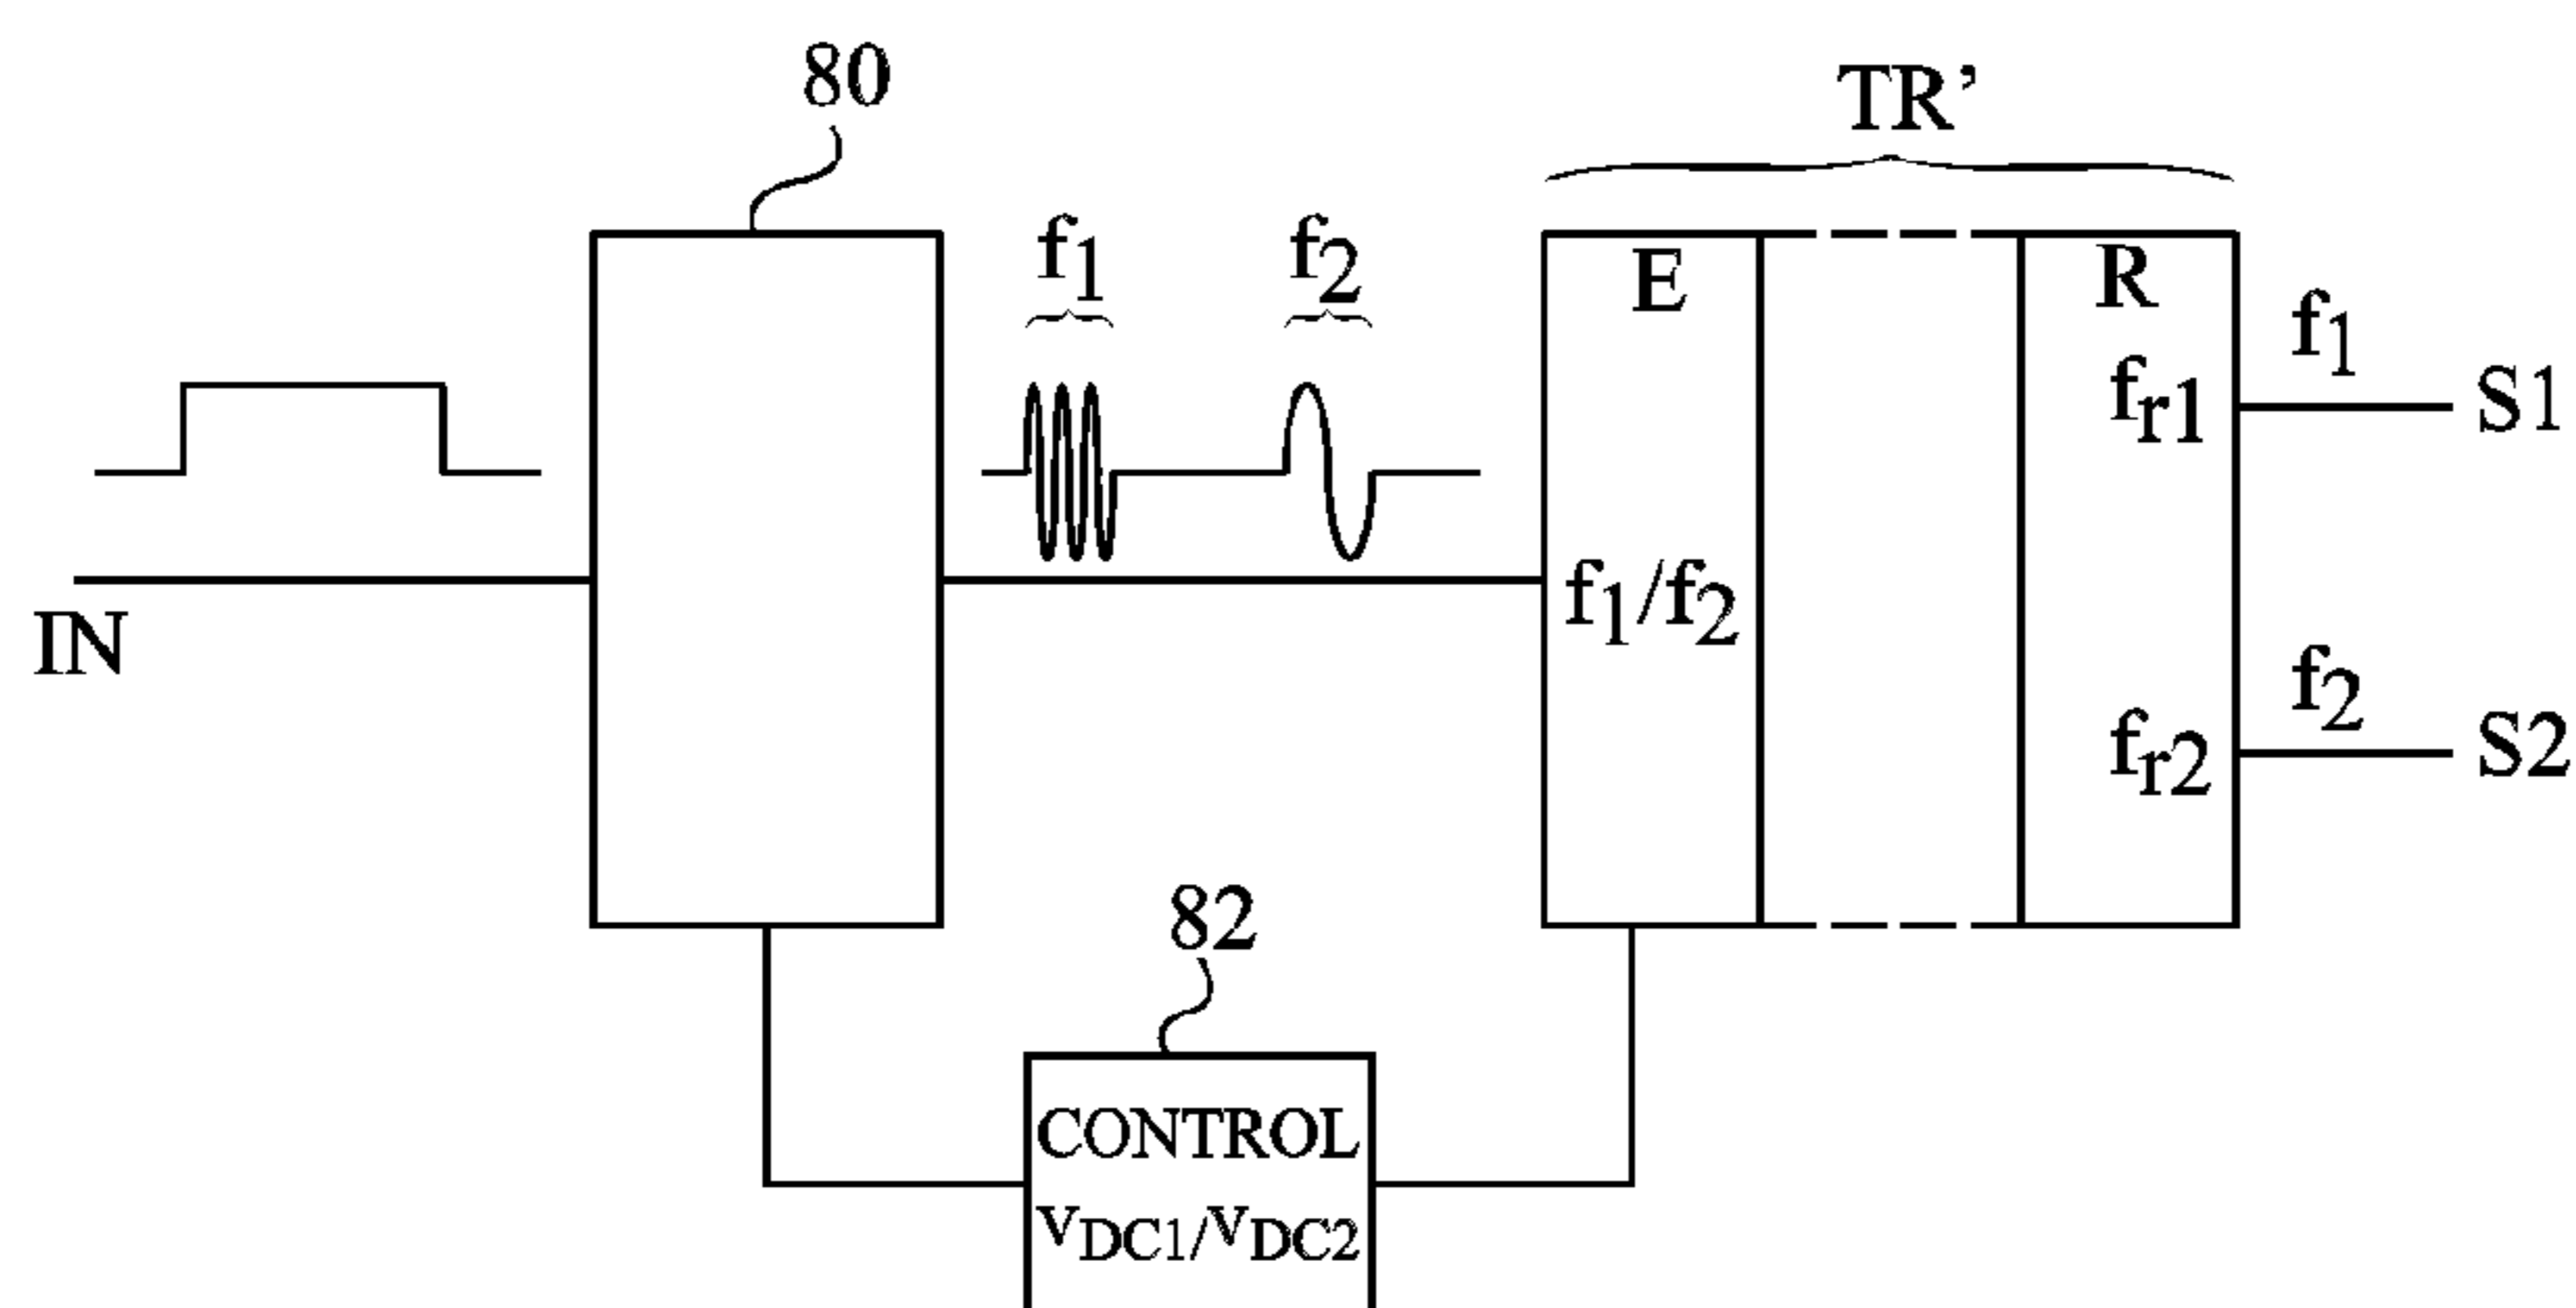 80
TR’
f1
f2
E
R
f1
fr1
S1
IN
f1/f2
f2
fr2
S2
82
CONTROL
VDC1/VDC2